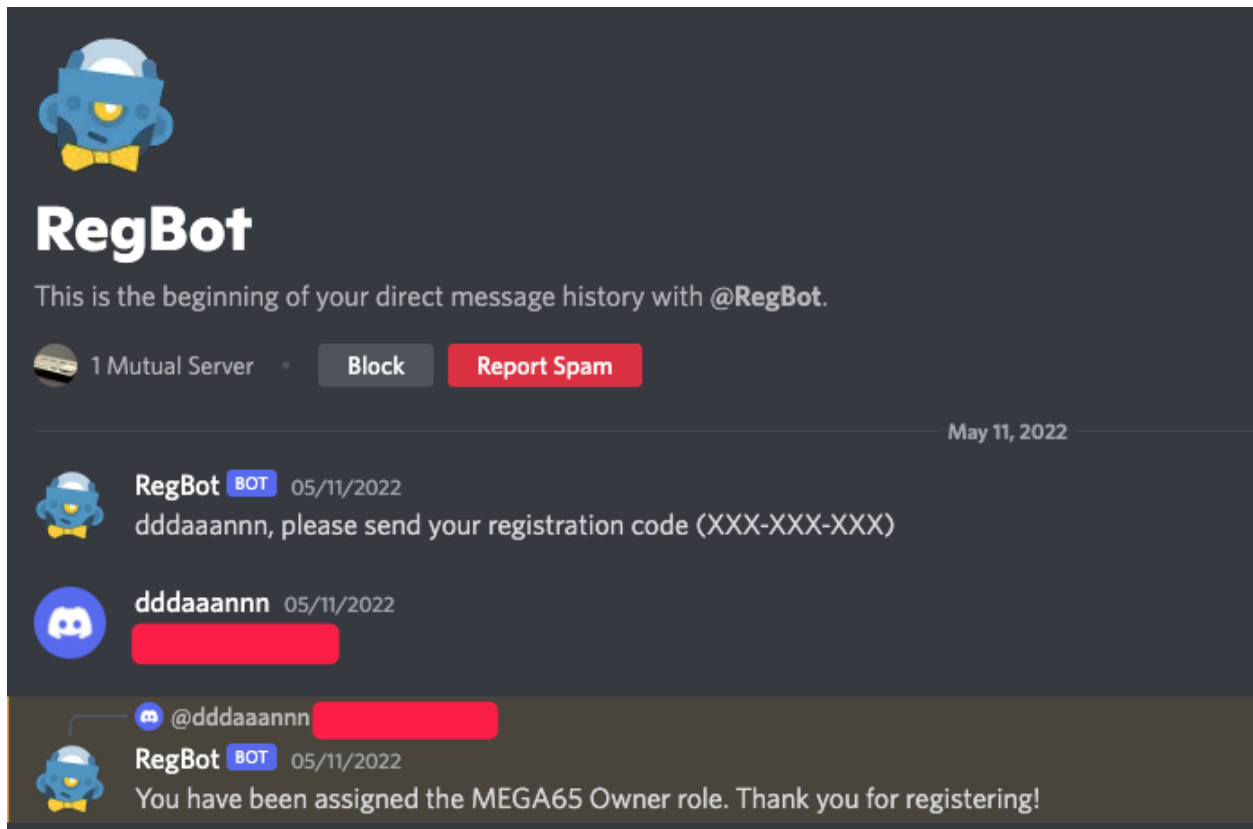 RegBot
This is the beginning of your direct message history with @RegBot.
1 Mutual Server • Block Report Spam
May 11, 2022
RegBot BOT 05/11/2022
dddaaannn, please send your registration code (XXX-XXX-XXX)
dddaaannn 05/11/2022
@dddaaannn
RegBot BOT 05/11/2022
You have been assigned the MEGA65 Owner role. Thank you for registering!